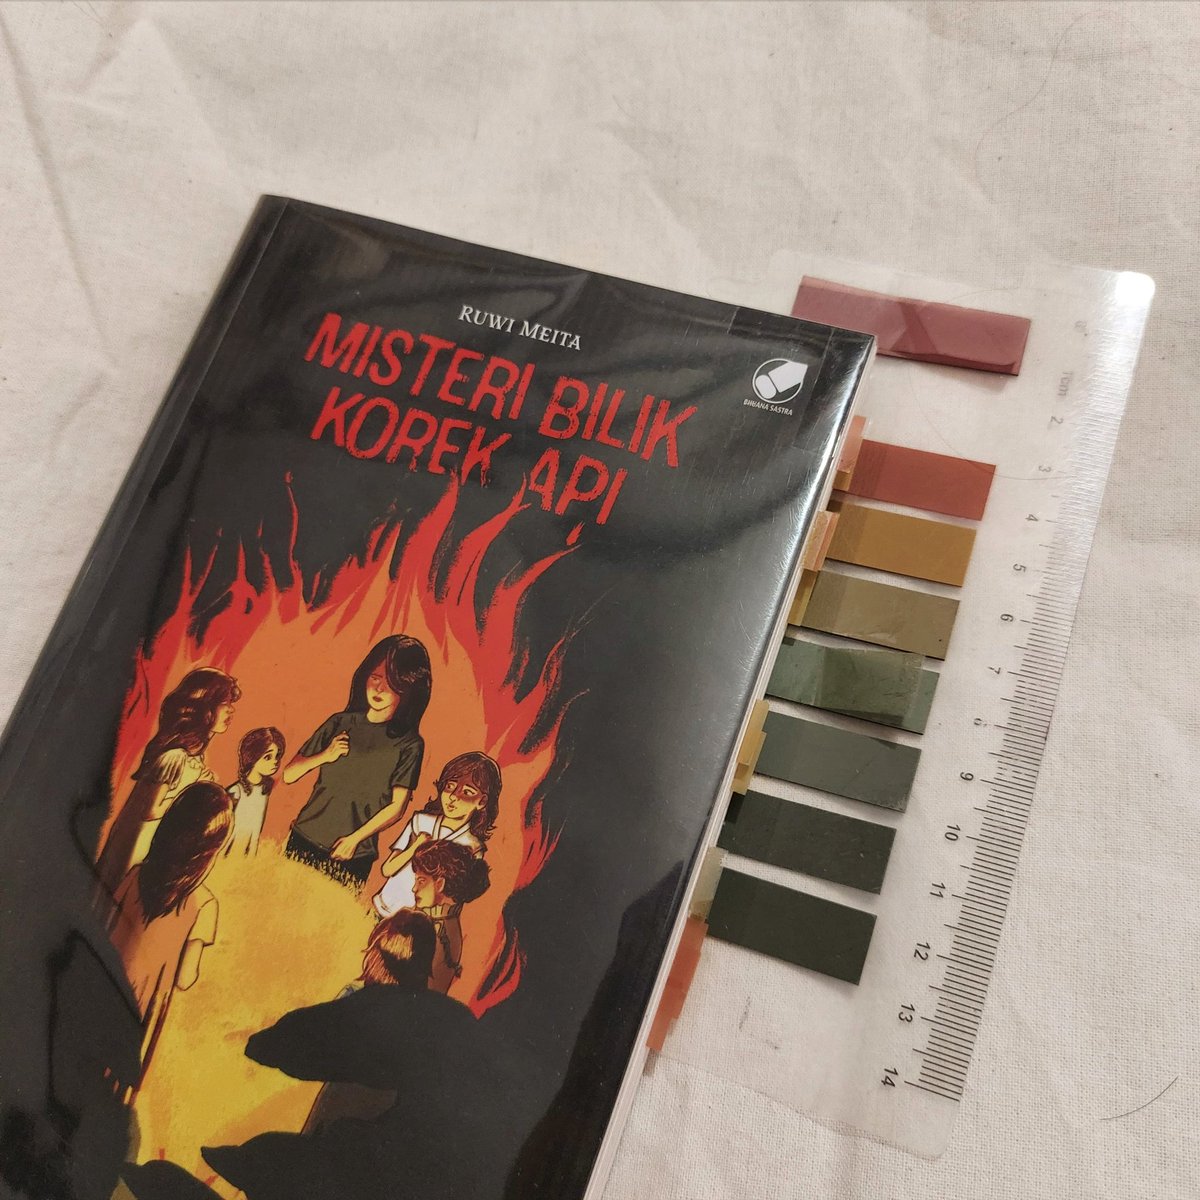 RUWI MEITA
MISTERI BILIK
KOREK API
BHUANA SASTRA
1cm
2
3
4
5
6
7
8
9
10
11
12
13
14